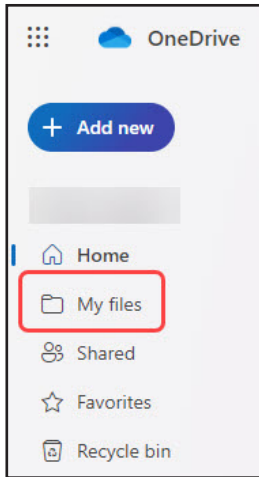 OneDrive
+ Add new
Home
My files
Shared
Favorites
Recycle bin